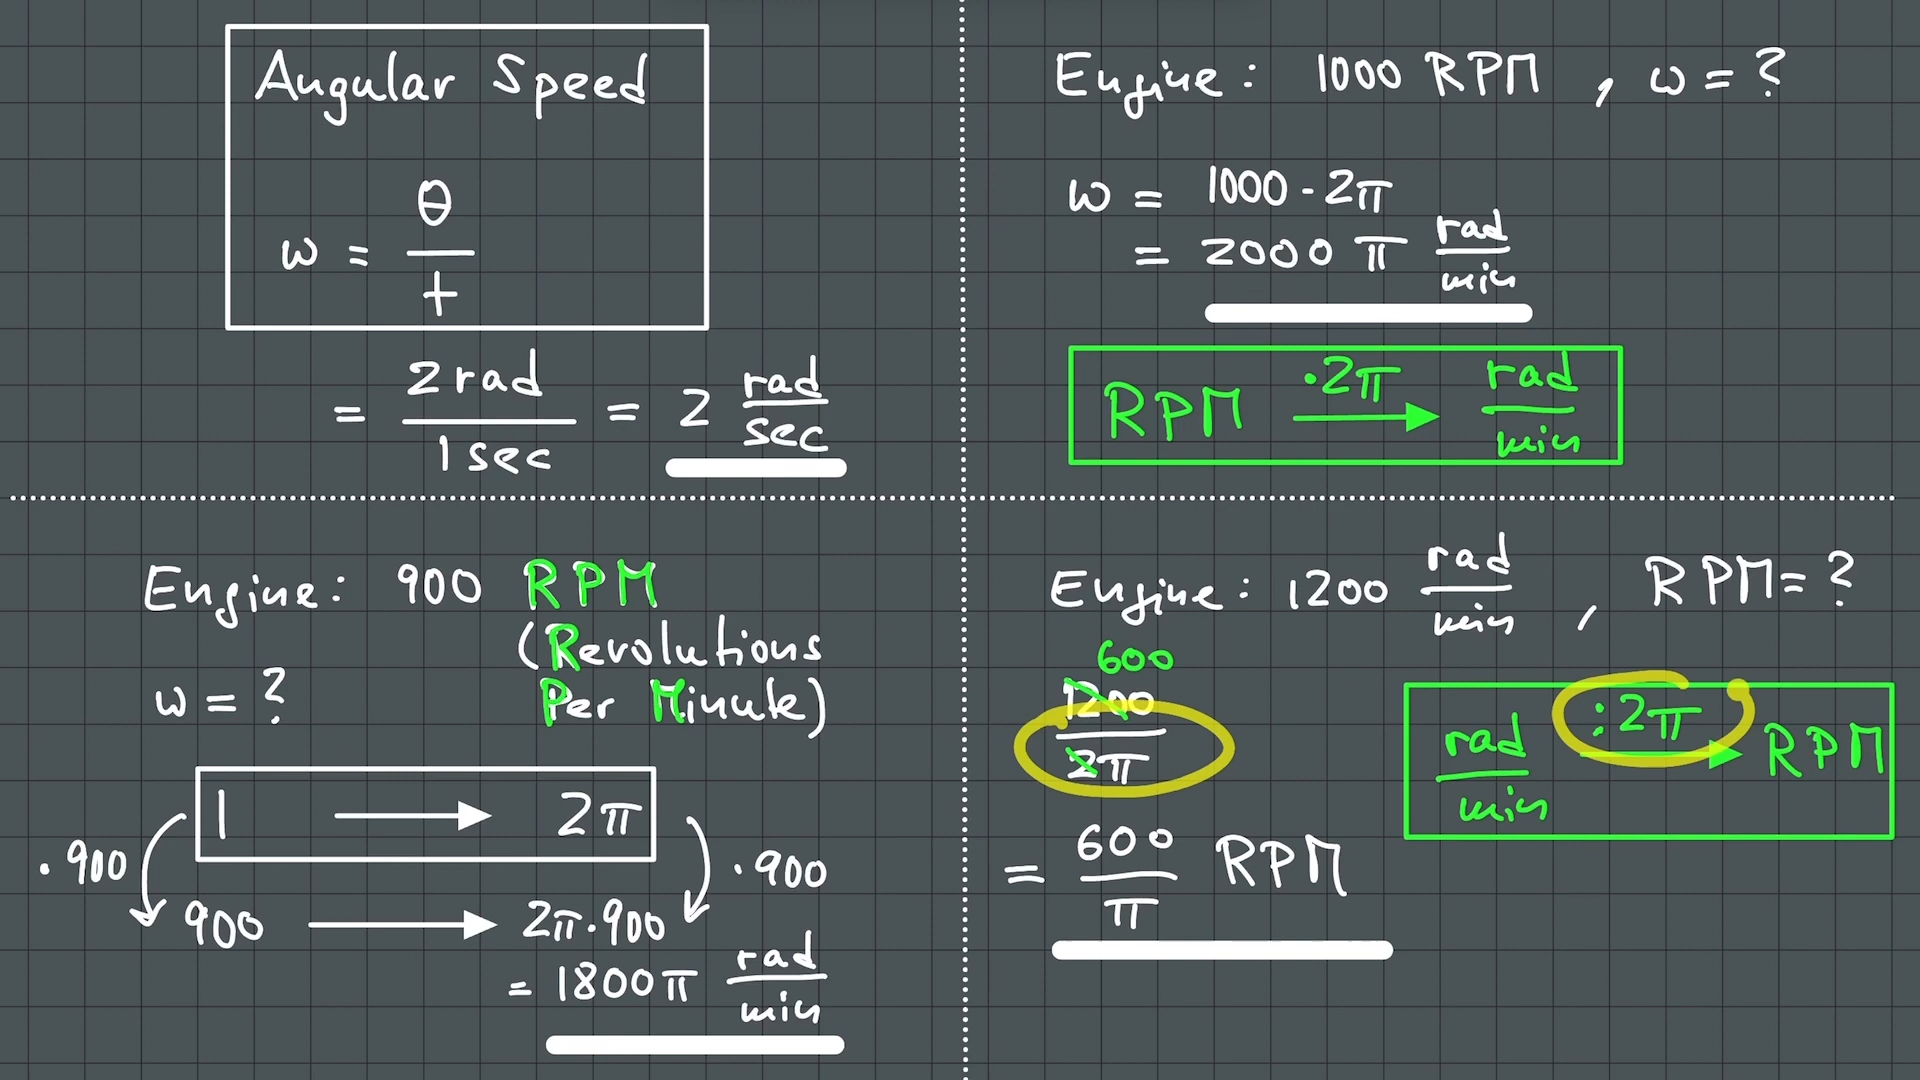 Angular Speed
ω = θ / t
= 2 rad / 1 sec = 2 rad / sec
Engine: 1000 RPM , ω = ?
ω = 1000 · 2π
= 2000 π rad / min
RPM ·2π → rad / min
Engine: 900 RPM
(Revolutions
Per Minute)
ω = ?
1 → 2π
·900 ·900
900 → 2π·900
= 1800π rad / min
Engine: 1200 rad / min , RPM = ?
600
1200 / 2π
= 600 / π RPM
rad / min :2π → RPM